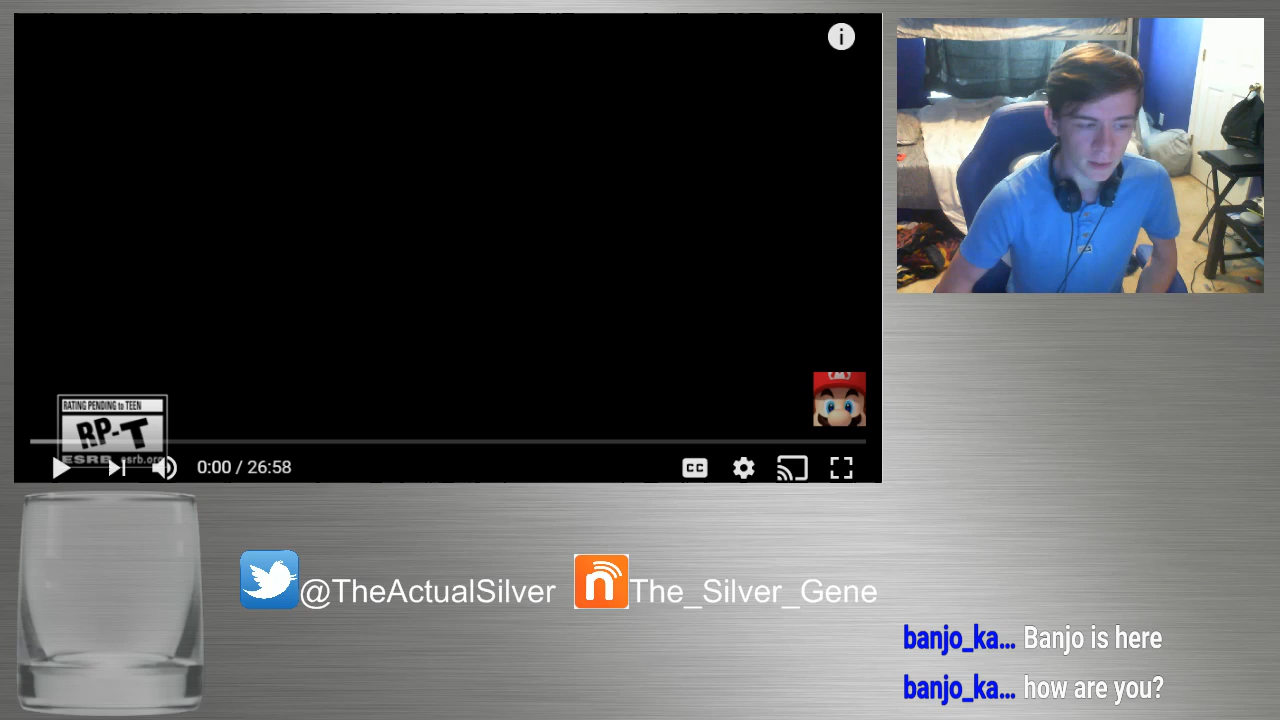 i
RATING PENDING to TEEN
RP-T
ESRB esrb.org
0:00 / 26:58
CC
@TheActualSilver
n The_Silver_Gene
banjo_ka... Banjo is here
banjo_ka... how are you?